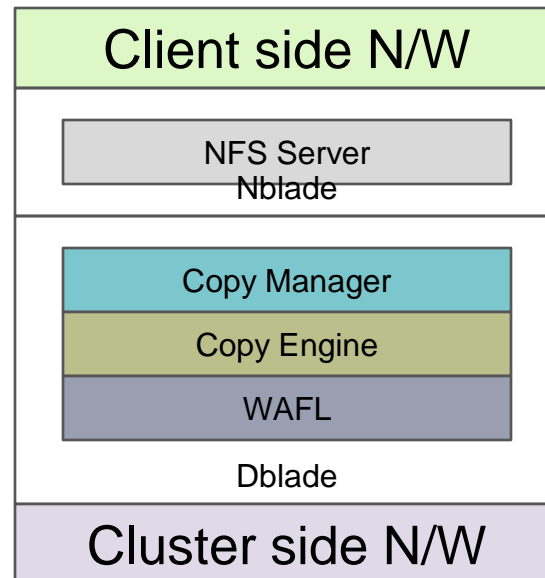 Client side N/W
NFS Server
Nblade
Copy Manager
Copy Engine
WAFL
Dblade
Cluster side N/W